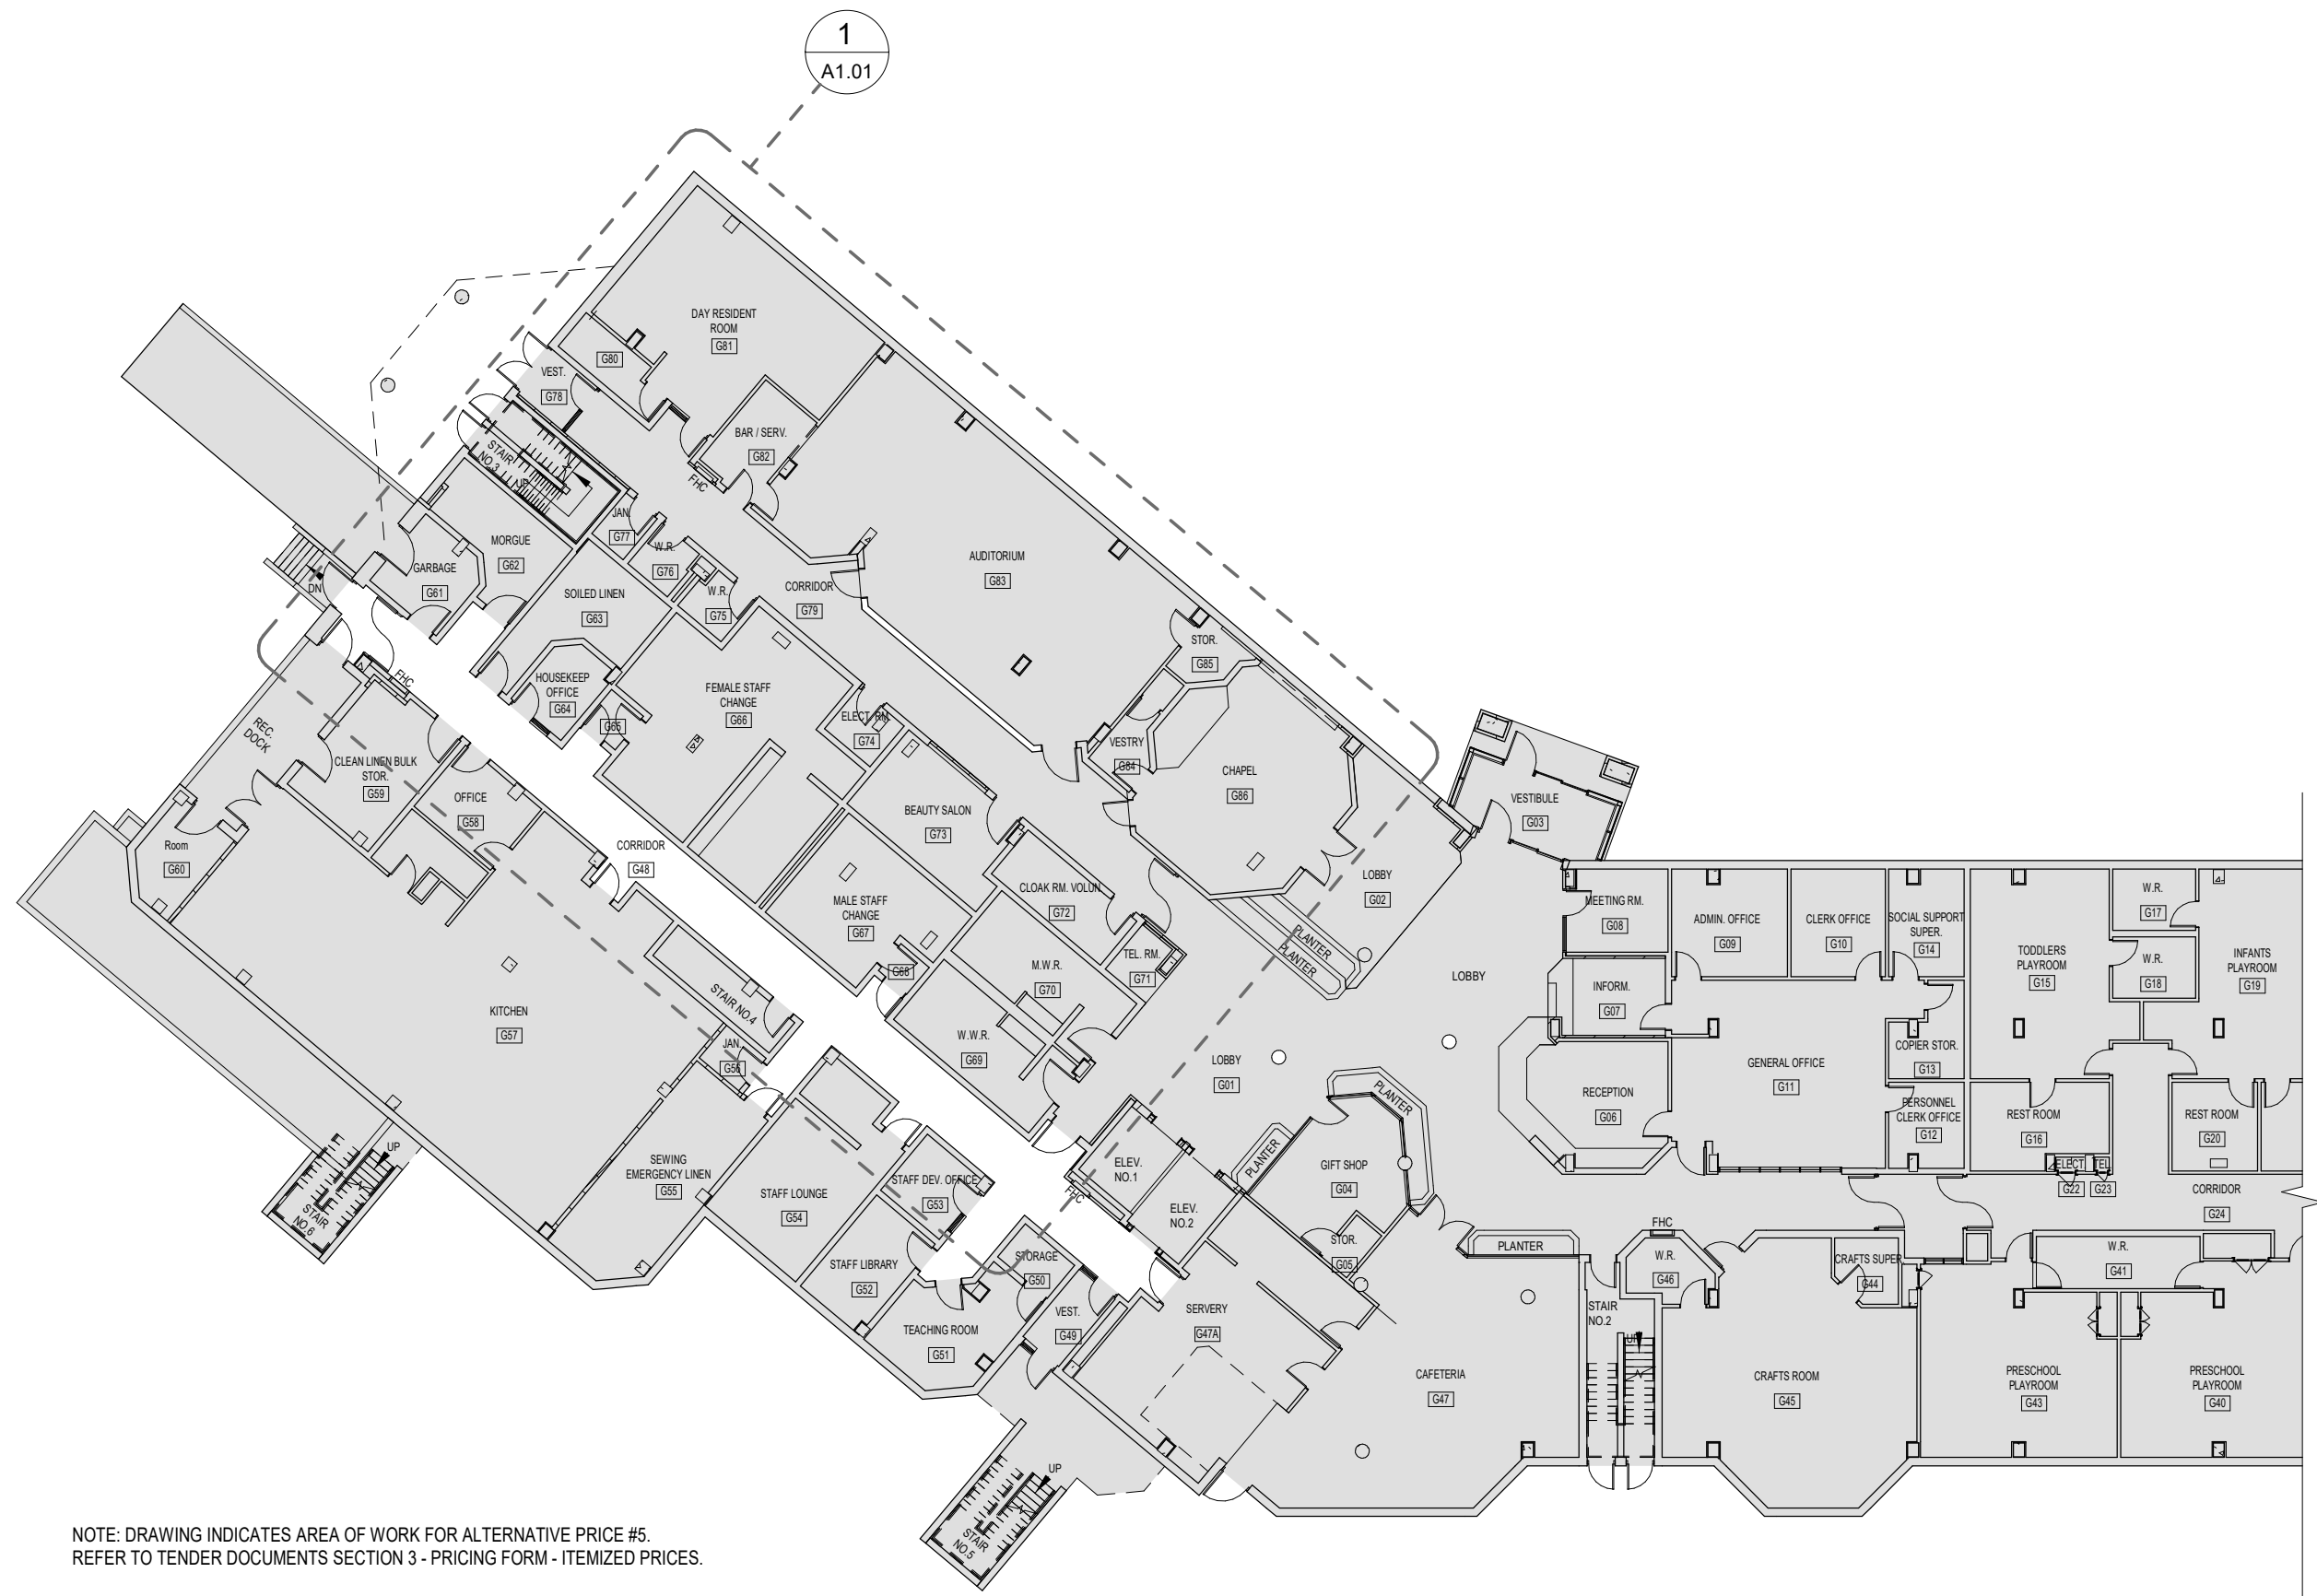 1
A1.01
DAY RESIDENT
ROOM
G81
G80
VEST.
G78
BAR / SERV.
G82
FHC
STAIR
NO.3
UP
JAN.
G77
MORGUE
G62
W.R.
G76
GARBAGE
G61
DN
W.R.
G75
CORRIDOR
G79
AUDITORIUM
G83
SOILED LINEN
G63
STOR.
G85
HOUSEKEEP
OFFICE
G64
FHC
FEMALE STAFF
CHANGE
G66
G65
ELECT. RM.
G74
REC.
DOCK
VESTRY
G84
CHAPEL
G86
CLEAN LINEN BULK
STOR.
G59
OFFICE
G58
VESTIBULE
G03
BEAUTY SALON
G73
Room
G60
CORRIDOR
G48
LOBBY
G02
CLOAK RM. VOLUN.
G72
MALE STAFF
CHANGE
G67
PLANTER
PLANTER
TEL. RM.
G71
G68
M.W.R.
G70
STAIR NO.4
KITCHEN
G57
W.W.R.
G69
JAN.
G56
LOBBY
LOBBY
G01
MEETING RM.
G08
ADMIN. OFFICE
G09
CLERK OFFICE
G10
SOCIAL SUPPORT
SUPER.
G14
TODDLERS
PLAYROOM
G15
W.R.
G17
W.R.
G18
INFANTS
PLAYROOM
G19
INFORM.
G07
COPIER STOR.
G13
GENERAL OFFICE
G11
RECEPTION
G06
PERSONNEL
CLERK OFFICE
G12
REST ROOM
G16
REST ROOM
G20
ELECT.
G22
TEL.
G23
CORRIDOR
G24
PLANTER
PLANTER
GIFT SHOP
G04
STOR.
G05
ELEV.
NO.1
ELEV.
NO.2
FHC
SEWING
EMERGENCY LINEN
G55
STAFF LOUNGE
G54
STAFF DEV. OFFICE
G53
STAFF LIBRARY
G52
STORAGE
G50
VEST.
G49
TEACHING ROOM
G51
SERVERY
G47A
CAFETERIA
G47
PLANTER
FHC
W.R.
G46
STAIR
NO.2
UP
CRAFTS SUPER
G44
CRAFTS ROOM
G45
W.R.
G41
PRESCHOOL
PLAYROOM
G43
PRESCHOOL
PLAYROOM
G40
UP
STAIR
NO.6
UP
STAIR
NO.5
NOTE: DRAWING INDICATES AREA OF WORK FOR ALTERNATIVE PRICE #5.
REFER TO TENDER DOCUMENTS SECTION 3 - PRICING FORM - ITEMIZED PRICES.